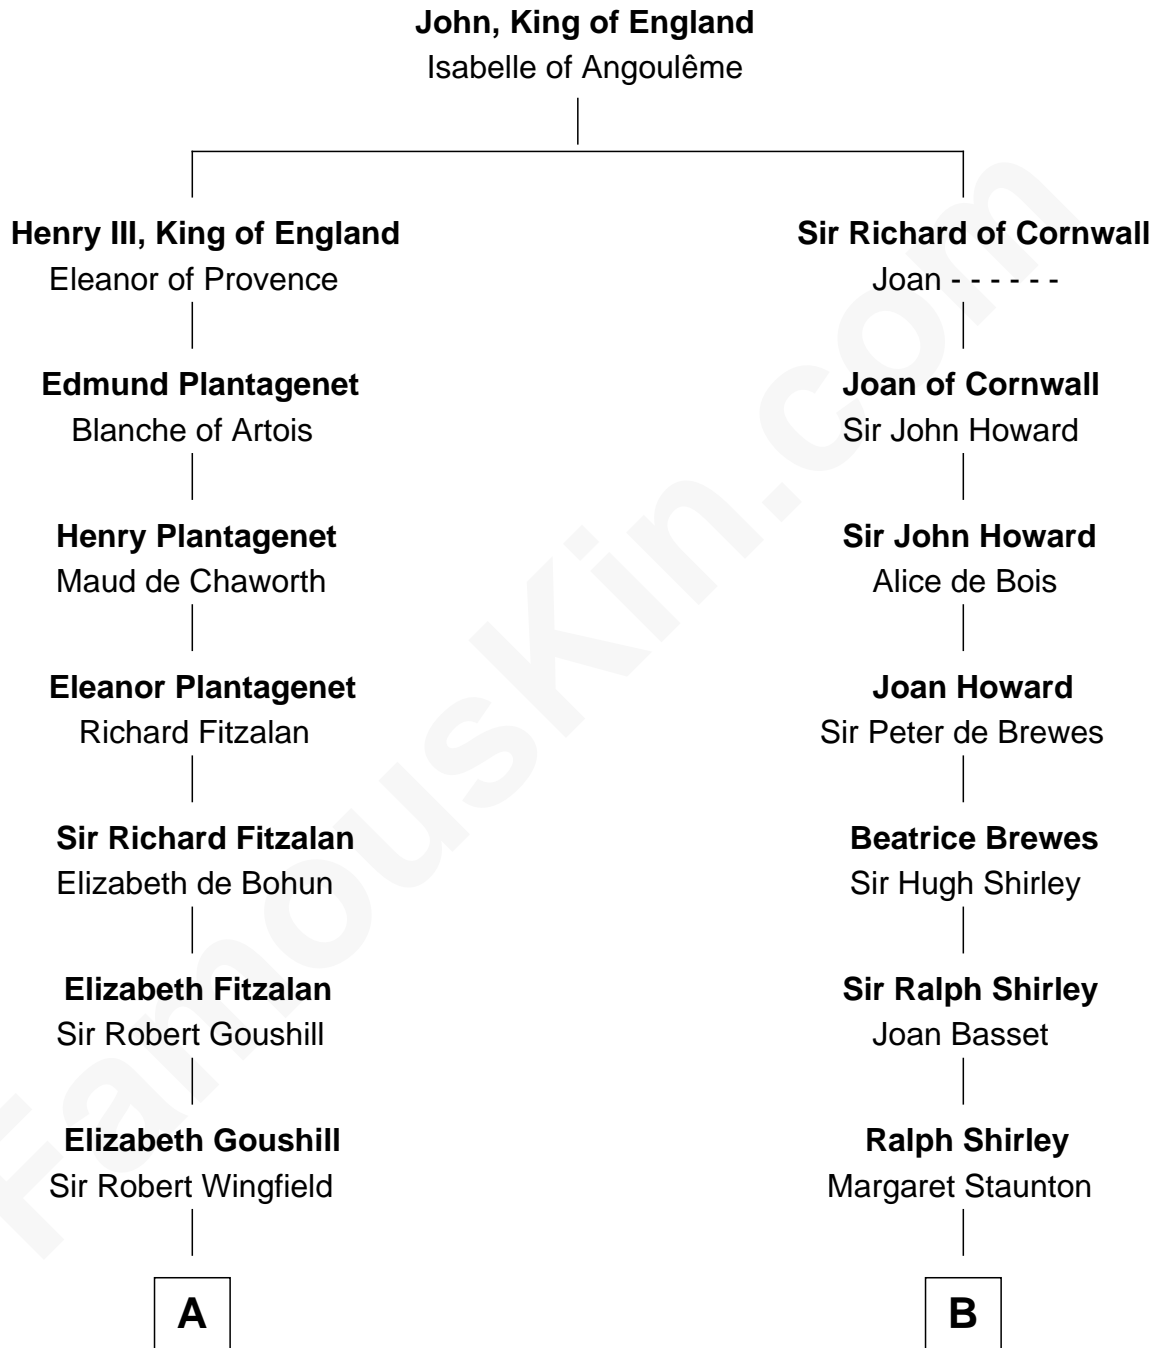 John, King of England
Isabelle of Angoulême
Henry III, King of England
Eleanor of Provence
Sir Richard of Cornwall
Joan - - - - - -
Edmund Plantagenet
Blanche of Artois
Joan of Cornwall
Sir John Howard
Henry Plantagenet
Maud de Chaworth
Sir John Howard
Alice de Bois
Eleanor Plantagenet
Richard Fitzalan
Joan Howard
Sir Peter de Brewes
Sir Richard Fitzalan
Elizabeth de Bohun
Beatrice Brewes
Sir Hugh Shirley
Elizabeth Fitzalan
Sir Robert Goushill
Sir Ralph Shirley
Joan Basset
Elizabeth Goushill
Sir Robert Wingfield
Ralph Shirley
Margaret Staunton
A
B
FamousKin.com